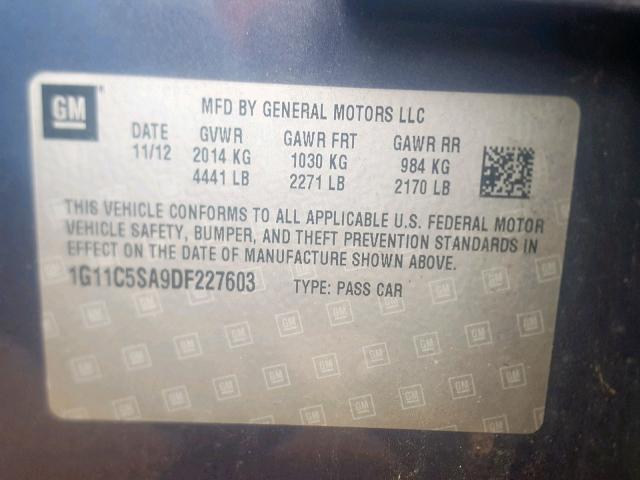 GM
MFD BY GENERAL MOTORS LLC
DATE GVWR GAWR FRT GAWR RR
11/12 2014 KG 1030 KG 984 KG
4441 LB 2271 LB 2170 LB
THIS VEHICLE CONFORMS TO ALL APPLICABLE U.S. FEDERAL MOTOR
VEHICLE SAFETY, BUMPER, AND THEFT PREVENTION STANDARDS IN
EFFECT ON THE DATE OF MANUFACTURE SHOWN ABOVE.
1G11C5SA9DF227603 TYPE: PASS CAR